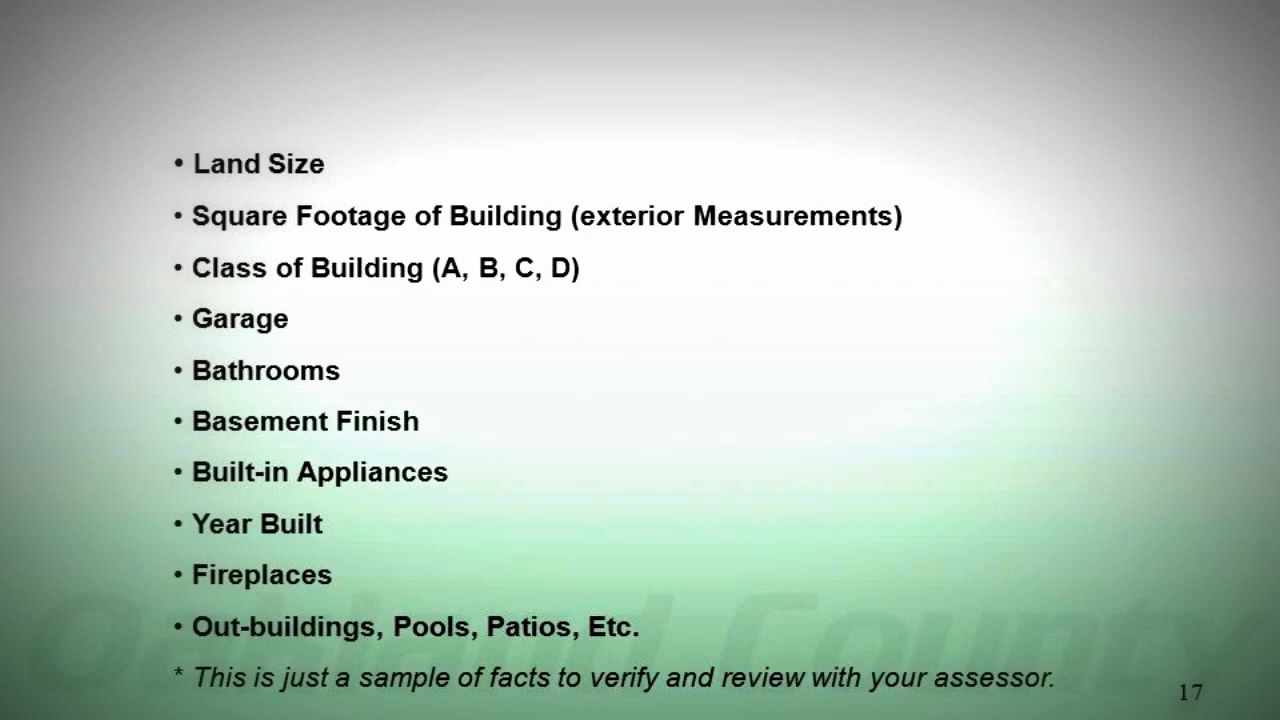 • Land Size
• Square Footage of Building (exterior Measurements)
• Class of Building (A, B, C, D)
• Garage
• Bathrooms
• Basement Finish
• Built-in Appliances
• Year Built
• Fireplaces
• Out-buildings, Pools, Patios, Etc.
Oakland County
* This is just a sample of facts to verify and review with your assessor.
17